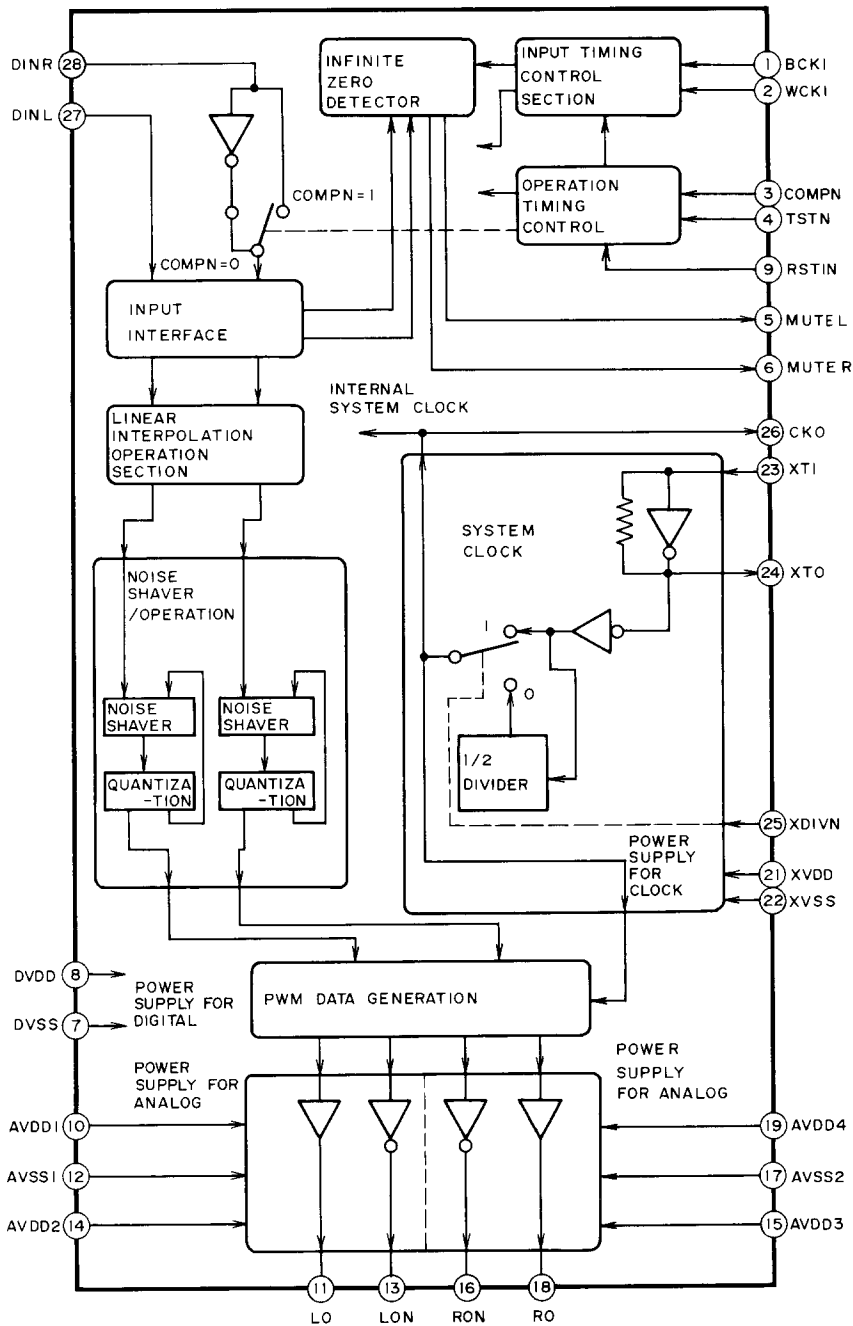 DINR 28
DINL 27
INFINITE
ZERO
DETECTOR
INPUT TIMING
CONTROL
SECTION
1 BCKI
2 WCKI
COMPN=1
OPERATION
TIMING
CONTROL
3 COMPN
4 TSTN
COMPN=0
9 RSTIN
INPUT
INTERFACE
5 MUTEL
6 MUTER
INTERNAL
SYSTEM CLOCK
LINEAR
INTERPOLATION
OPERATION
SECTION
26 CKO
23 XTI
SYSTEM
CLOCK
24 XTO
NOISE
SHAVER
/OPERATION
1
0
NOISE
SHAVER
NOISE
SHAVER
1/2
DIVIDER
QUANTIZA
-TION
QUANTIZA
-TION
25 XDIVN
POWER
SUPPLY
FOR
CLOCK
21 XVDD
22 XVSS
DVDD 8
DVSS 7
POWER
SUPPLY FOR
DIGITAL
PWM DATA GENERATION
POWER
SUPPLY FOR
ANALOG
POWER
SUPPLY
FOR ANALOG
AVDD1 10
19 AVDD4
AVSS1 12
17 AVSS2
AVDD2 14
15 AVDD3
11 13 16 18
LO LON RON RO